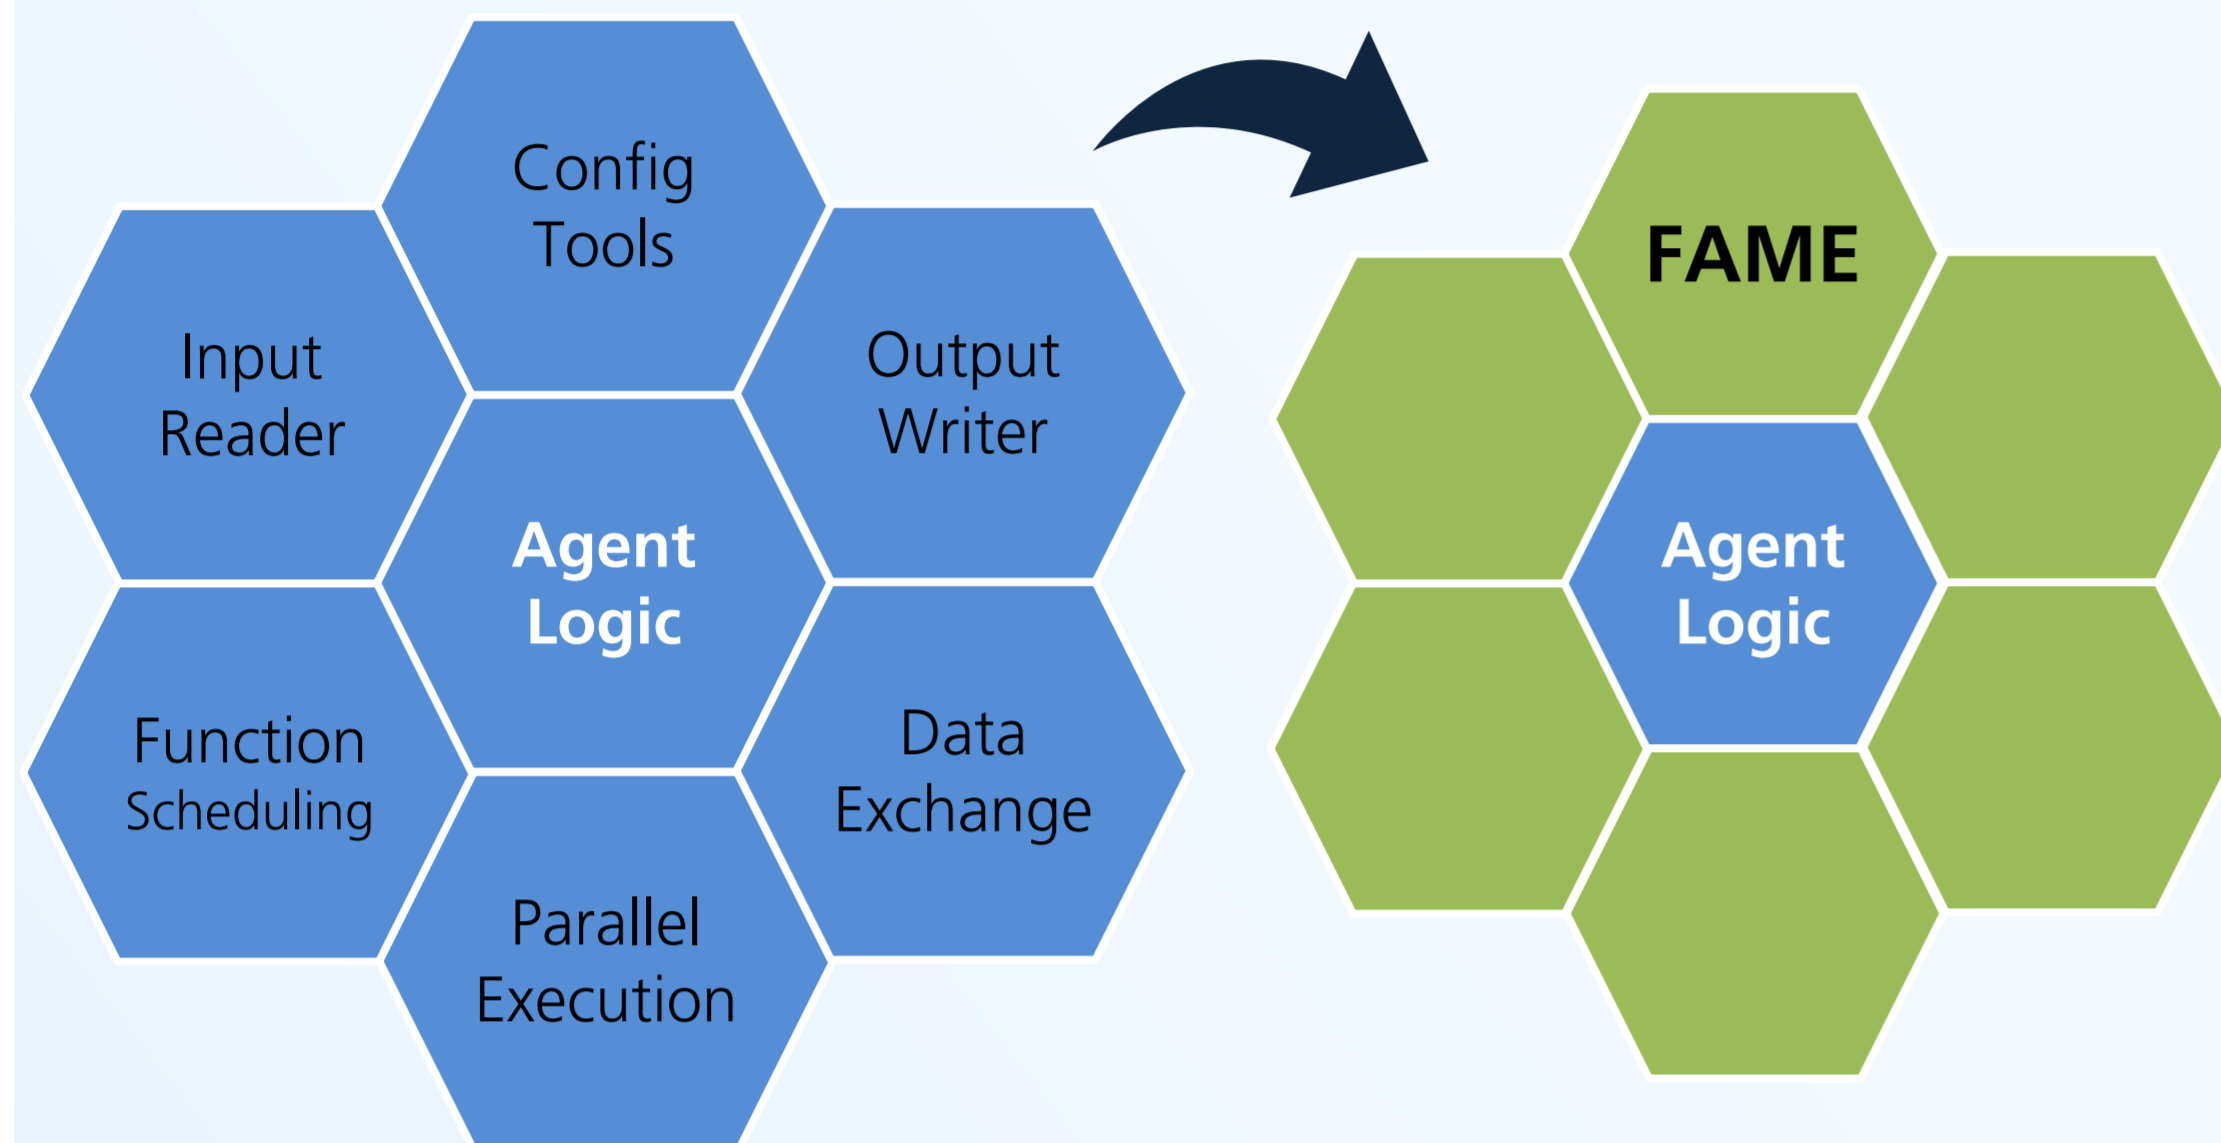 Config
Tools
Input
Reader
Output
Writer
Agent
Logic
Function
Scheduling
Data
Exchange
Parallel
Execution
FAME
Agent
Logic